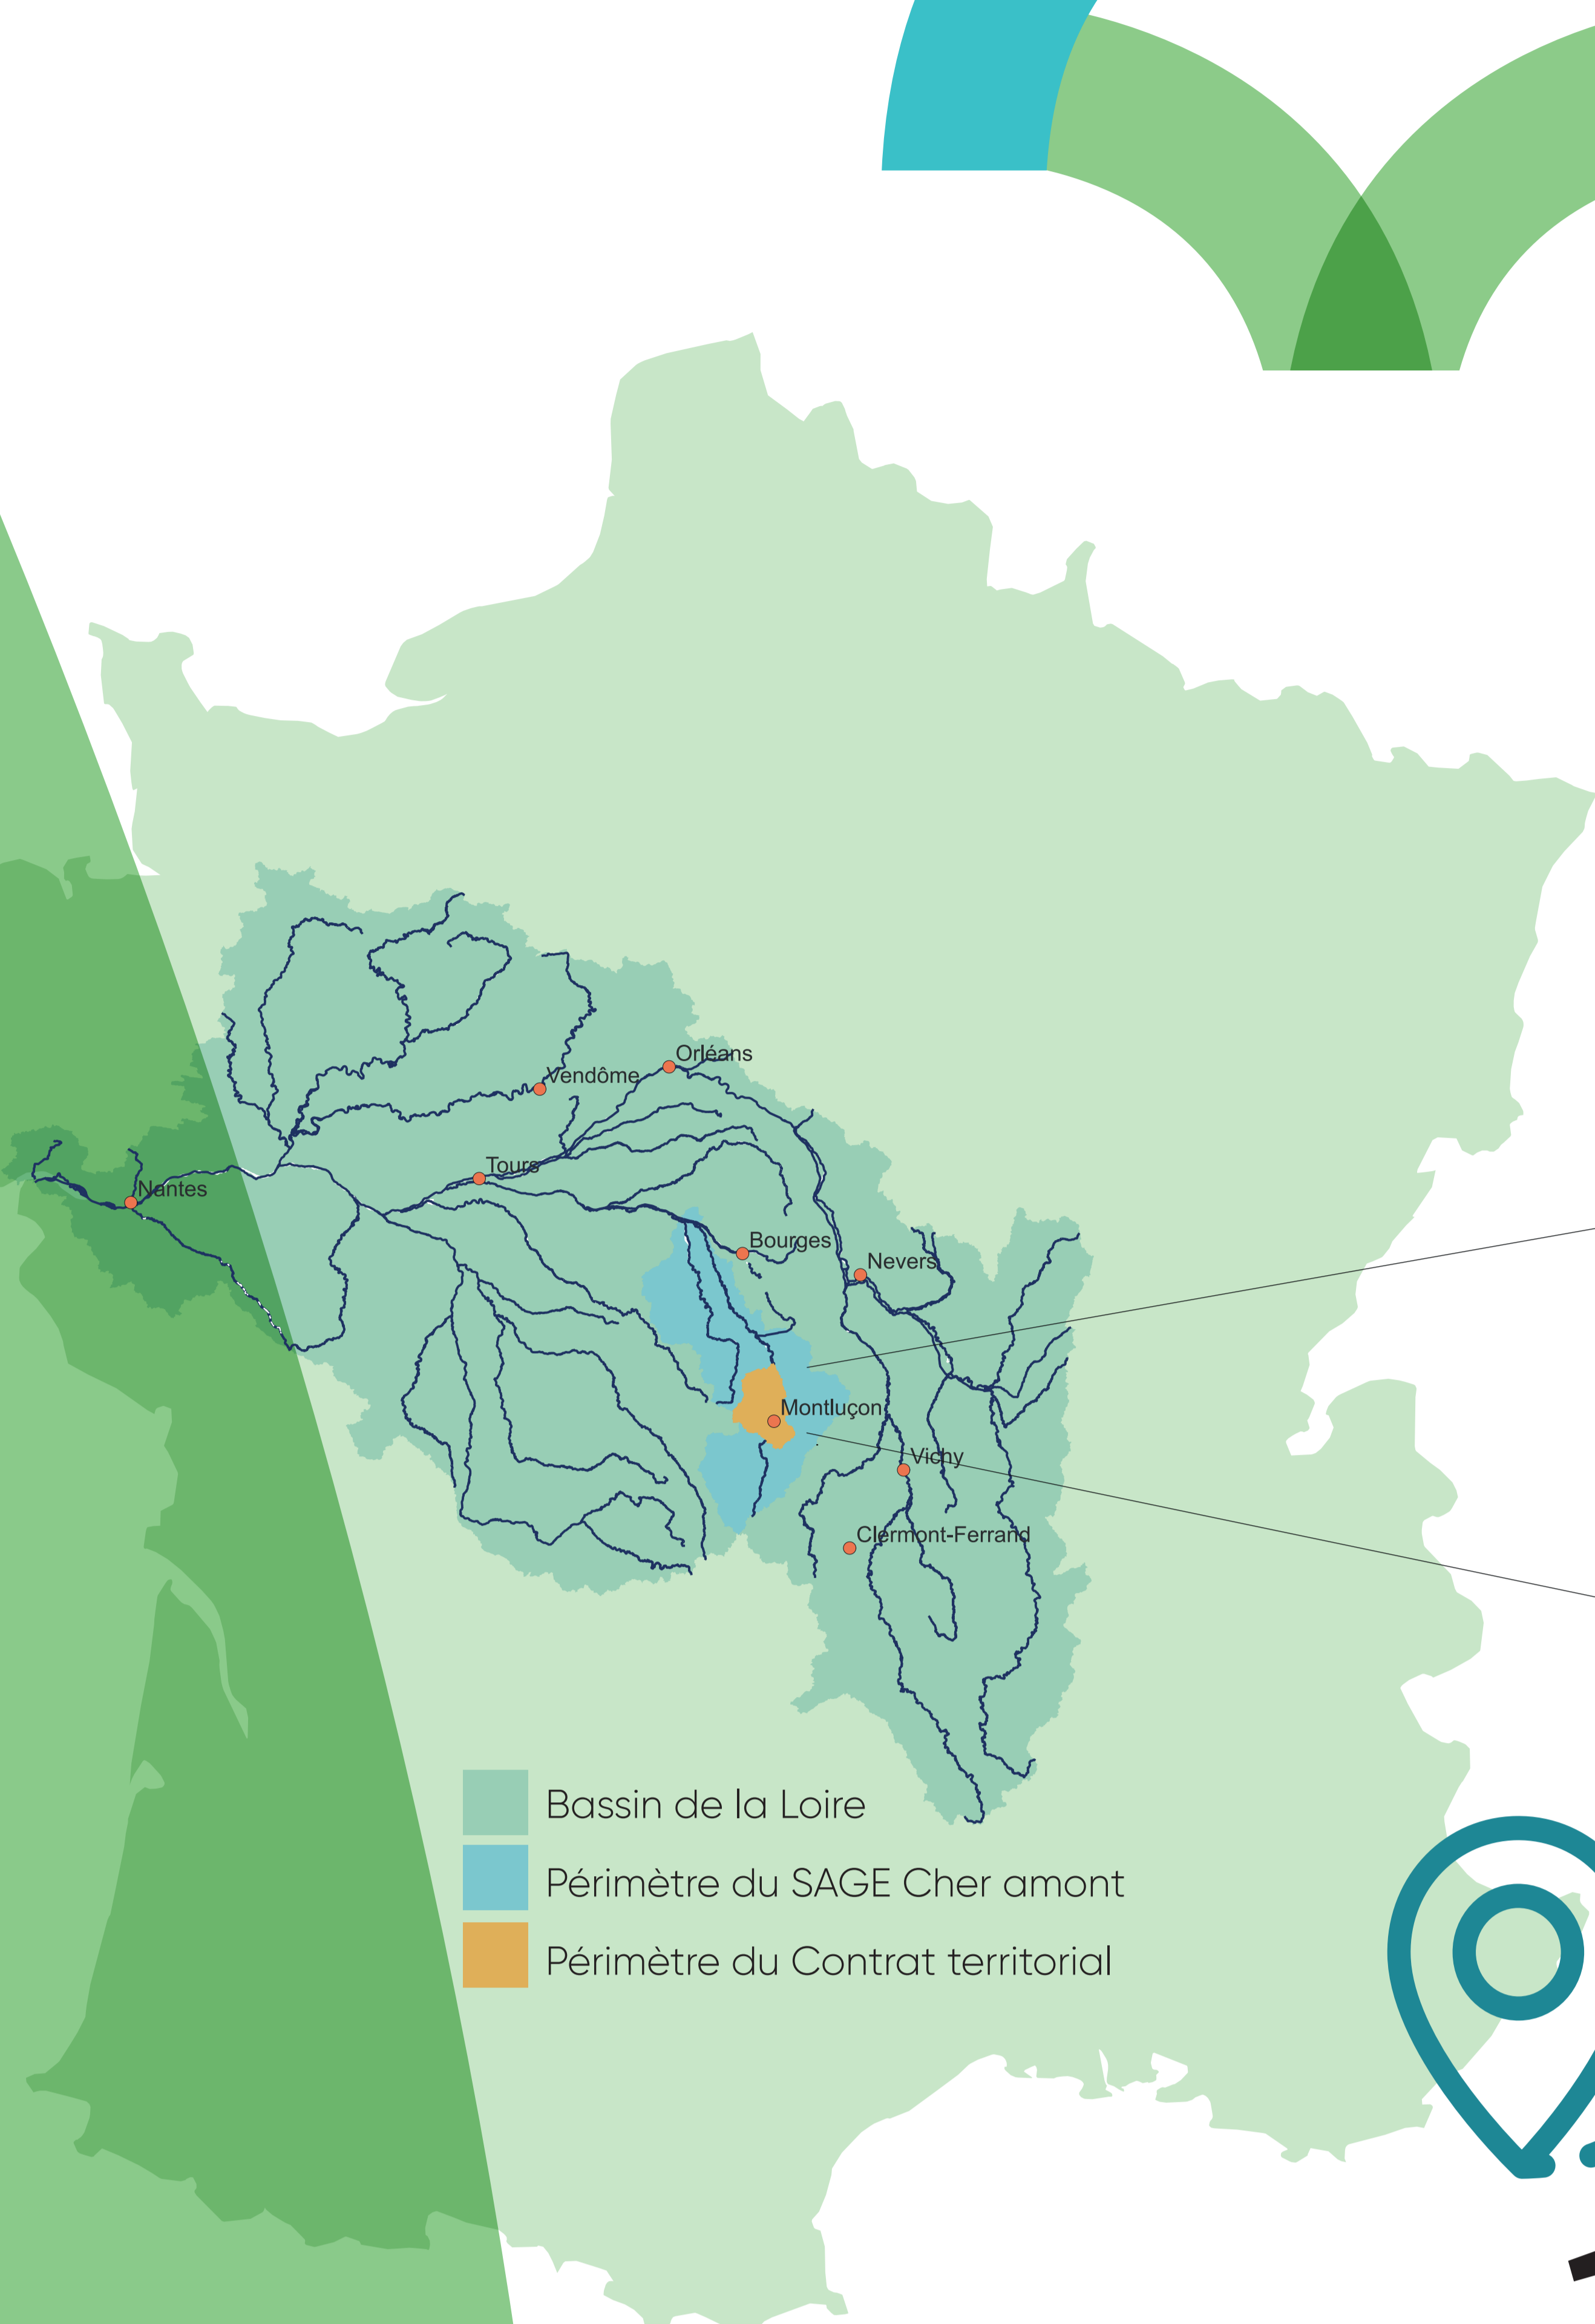 Orléans
Vendôme
Tours
Nantes
Bourges
Nevers
Montluçon
Vichy
Clermont-Ferrand
Bassin de la Loire
Périmètre du SAGE Cher amont
Périmètre du Contrat territorial